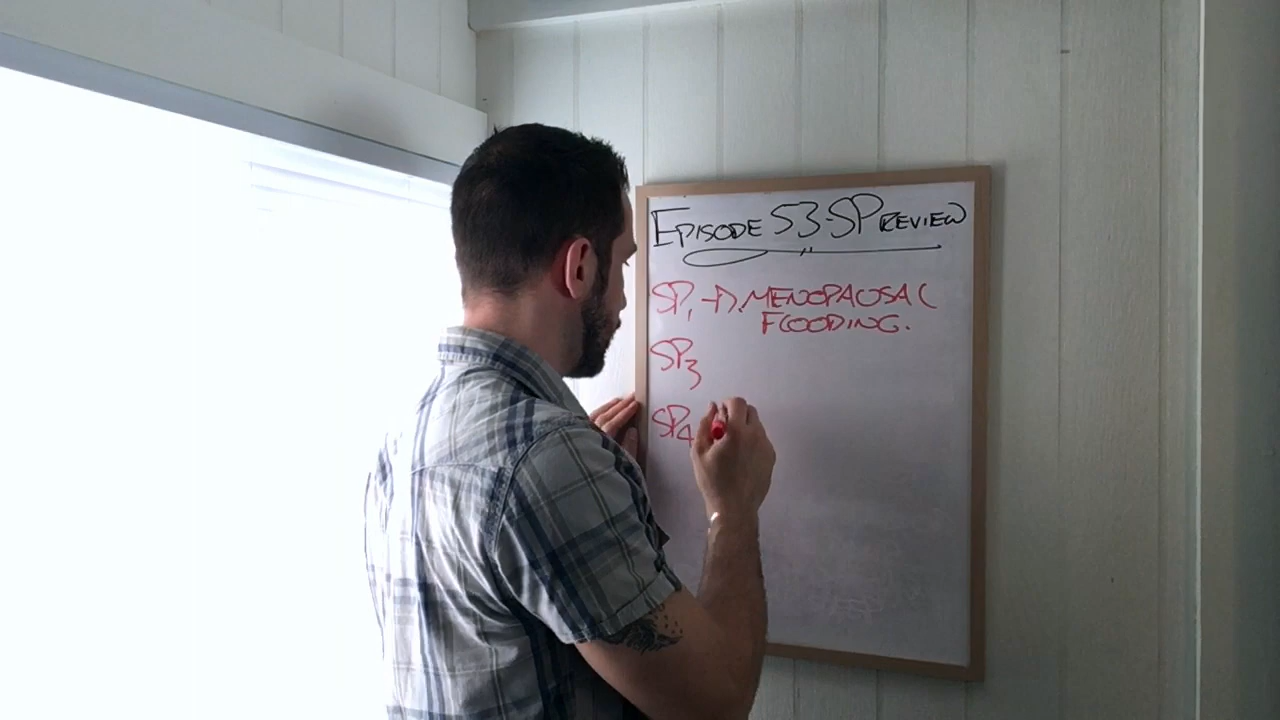 EPISODE 53-SP REVIEW
SP1 → D. MENOPAUSAL
FLOODING.
SP3
SP4